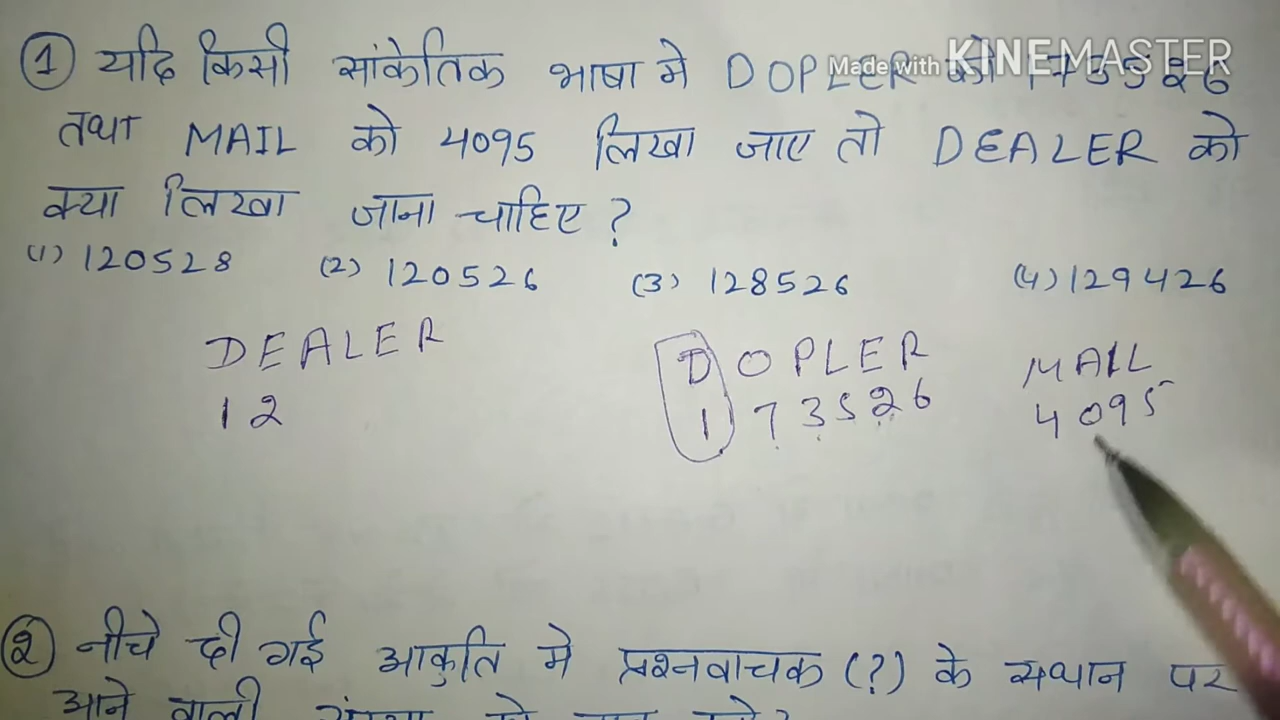 ① यदि किसी सांकेतिक भाषा मे DOPLER को 173526
Made with KINEMASTER
तथा MAIL को 4095 लिखा जाए तो DEALER को
क्या लिखा जाना चाहिए ?
(1) 120528 (2) 120526 (3) 128526 (4) 129426
DEALER DOPLER MAIL
12 173526 4095
② नीचे दी गई आकृति मे प्रश्नवाचक (?) के स्थान पर
आने वाली